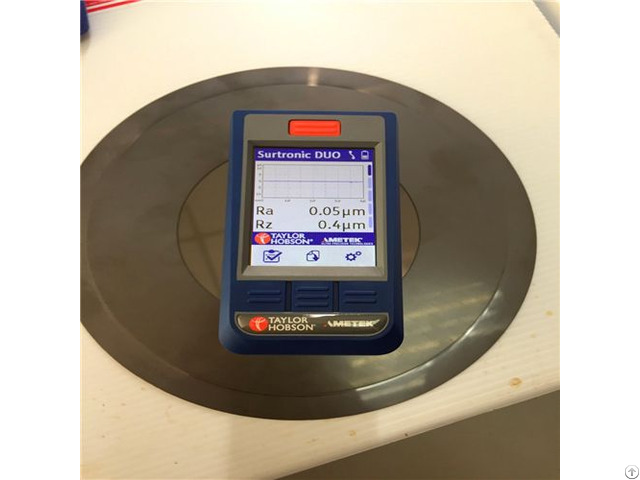 Surtronic DUO
Ra 0.05µm
Rz 0.4µm
TAYLOR HOBSON® AMETEK®
TAYLOR HOBSON® AMETEK®